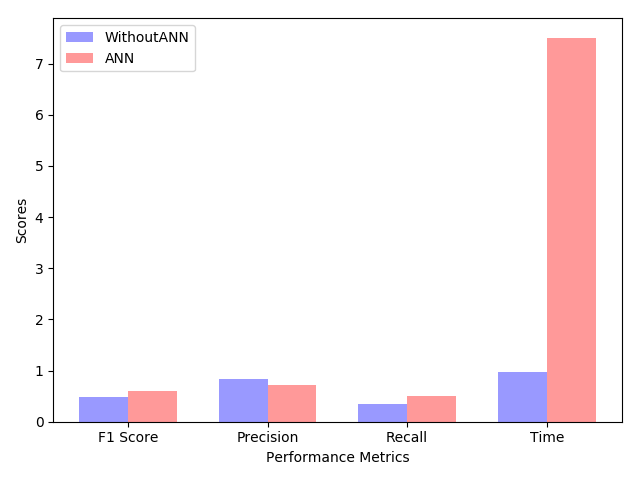 WithoutANN
ANN
7
6
5
4
3
2
1
0
Scores
F1 Score Precision Recall Time
Performance Metrics